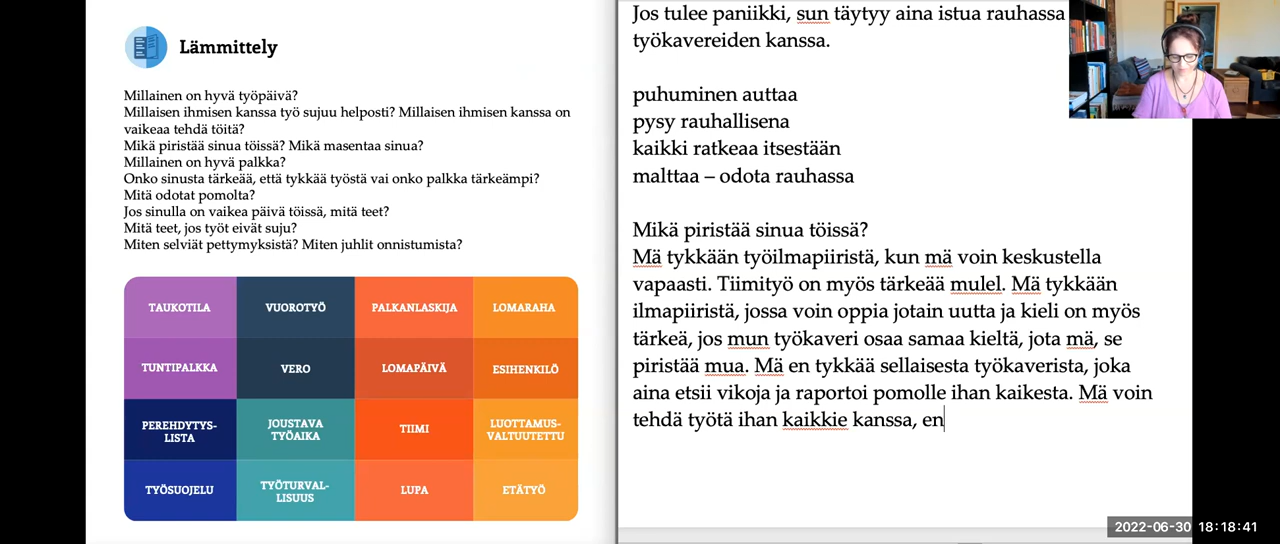 Lämmittely
Millainen on hyvä työpäivä?
Millaisen ihmisen kanssa työ sujuu helposti? Millaisen ihmisen kanssa on
vaikeaa tehdä töitä?
Mikä piristää sinua töissä? Mikä masentaa sinua?
Millainen on hyvä palkka?
Onko sinusta tärkeää, että tykkää työstä vai onko palkka tärkeämpi?
Mitä odotat pomolta?
Jos sinulla on vaikea päivä töissä, mitä teet?
Mitä teet, jos työt eivät suju?
Miten selviät pettymyksistä? Miten juhlit onnistumista?
TAUKOTILA VUOROTYÖ PALKANLASKIJA LOMARAHA
TUNTIPALKKA VERO LOMAPÄIVÄ ESIHENKILÖ
PEREHDYTYS-
LISTA
JOUSTAVA
TYÖAIKA
TIIMI
LUOTTAMUS-
VALTUUTETTU
TYÖSUOJELU
TYÖTURVAL-
LISUUS
LUPA
ETÄTYÖ
Jos tulee paniikki, sun täytyy aina istua rauhassa
työkavereiden kanssa.
puhuminen auttaa
pysy rauhallisena
kaikki ratkeaa itsestään
malttaa – odota rauhassa
Mikä piristää sinua töissä?
Mä tykkään työilmapiiristä, kun mä voin keskustella
vapaasti. Tiimityö on myös tärkeää mulel. Mä tykkään
ilmapiiristä, jossa voin oppia jotain uutta ja kieli on myös
tärkeä, jos mun työkaveri osaa samaa kieltä, jota mä, se
piristää mua. Mä en tykkää sellaisesta työkaverista, joka
aina etsii vikoja ja raportoi pomolle ihan kaikesta. Mä voin
tehdä työtä ihan kaikkie kanssa, en
2022-06-30 18:18:41